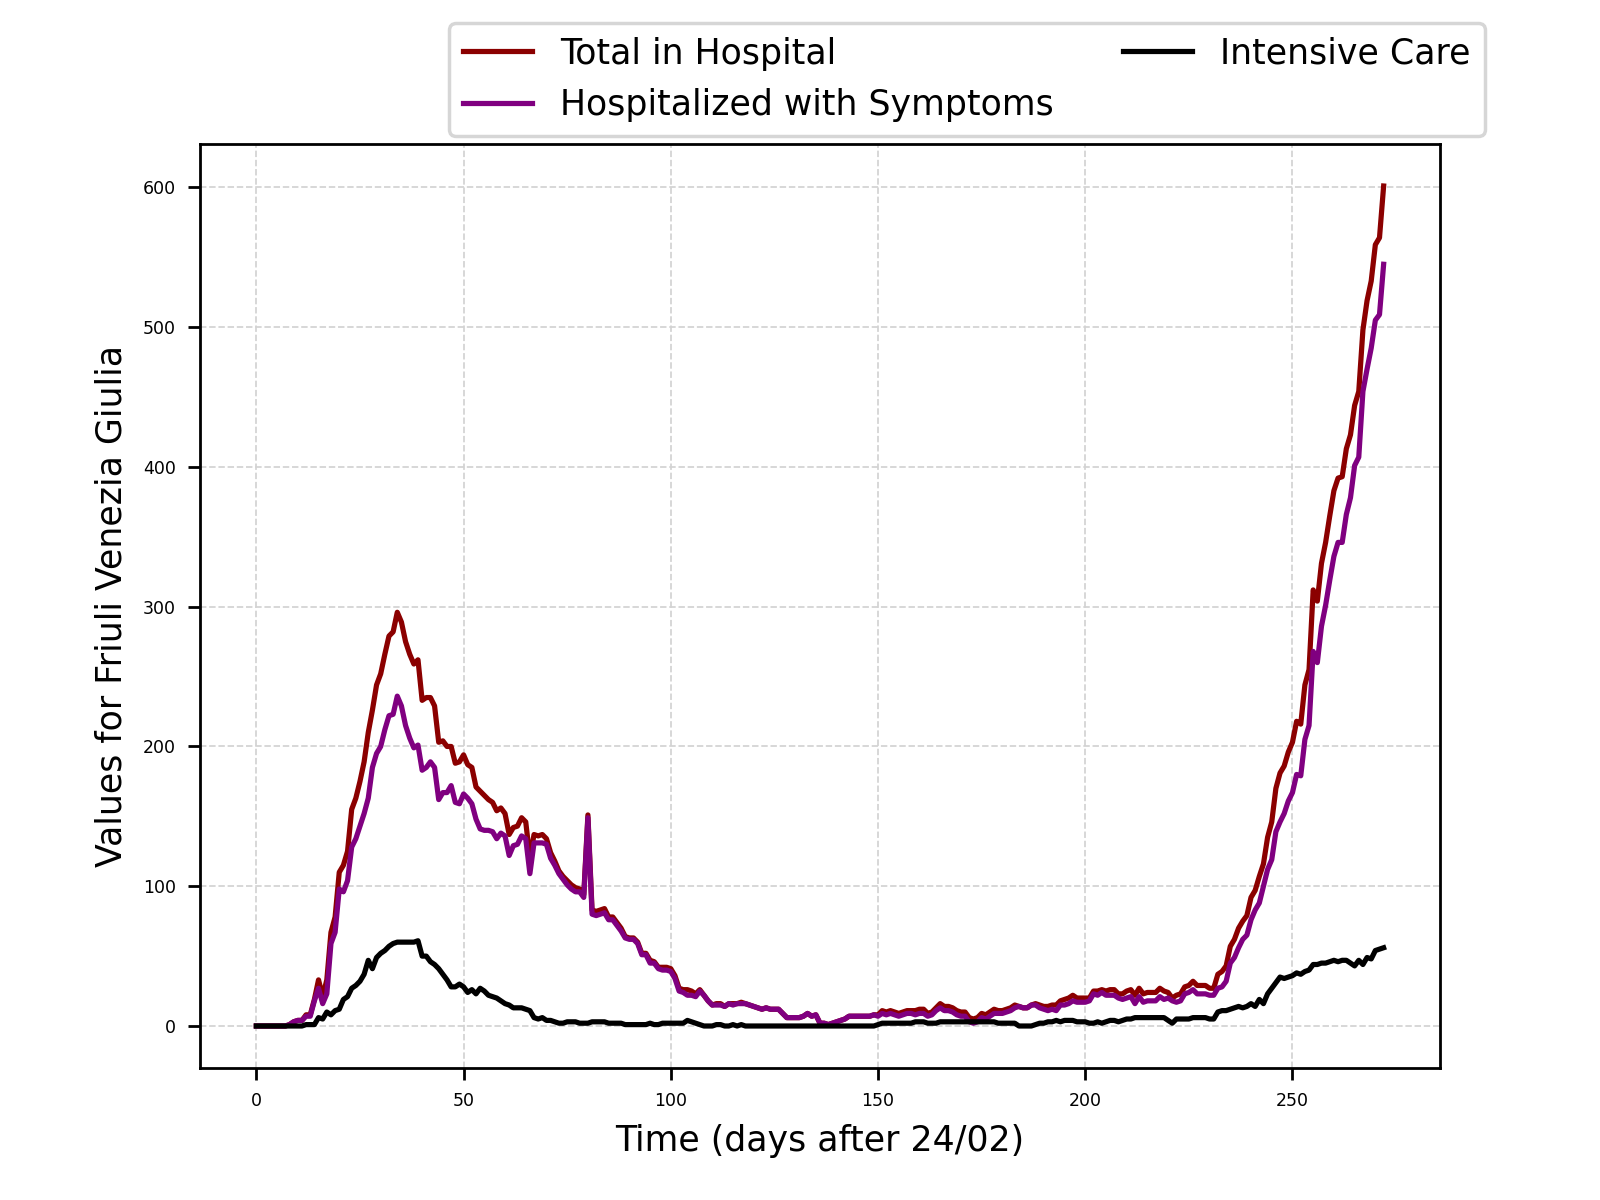 Total in Hospital
Hospitalized with Symptoms
Intensive Care
Values for Friuli Venezia Giulia
600
500
400
300
200
100
0
0 50 100 150 200 250
Time (days after 24/02)